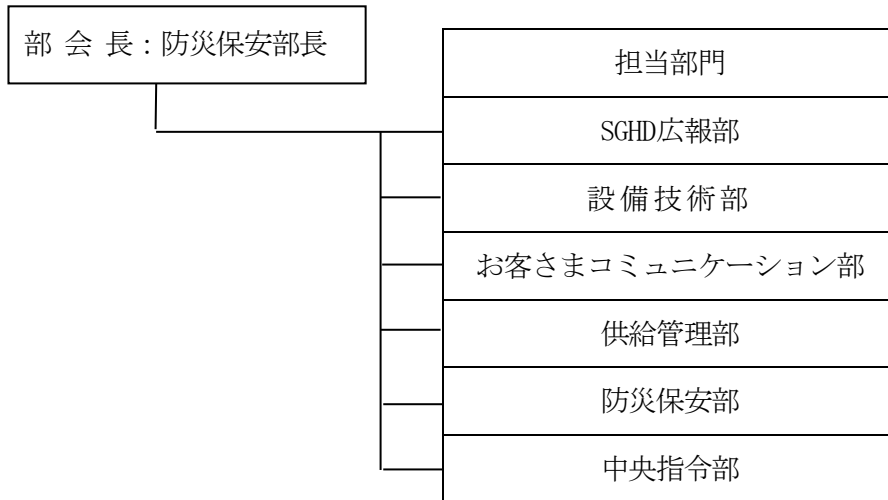 部 会 長：防災保安部長
担当部門
SGHD広報部
設備技術部
お客さまコミュニケーション部
供給管理部
防災保安部
中央指令部